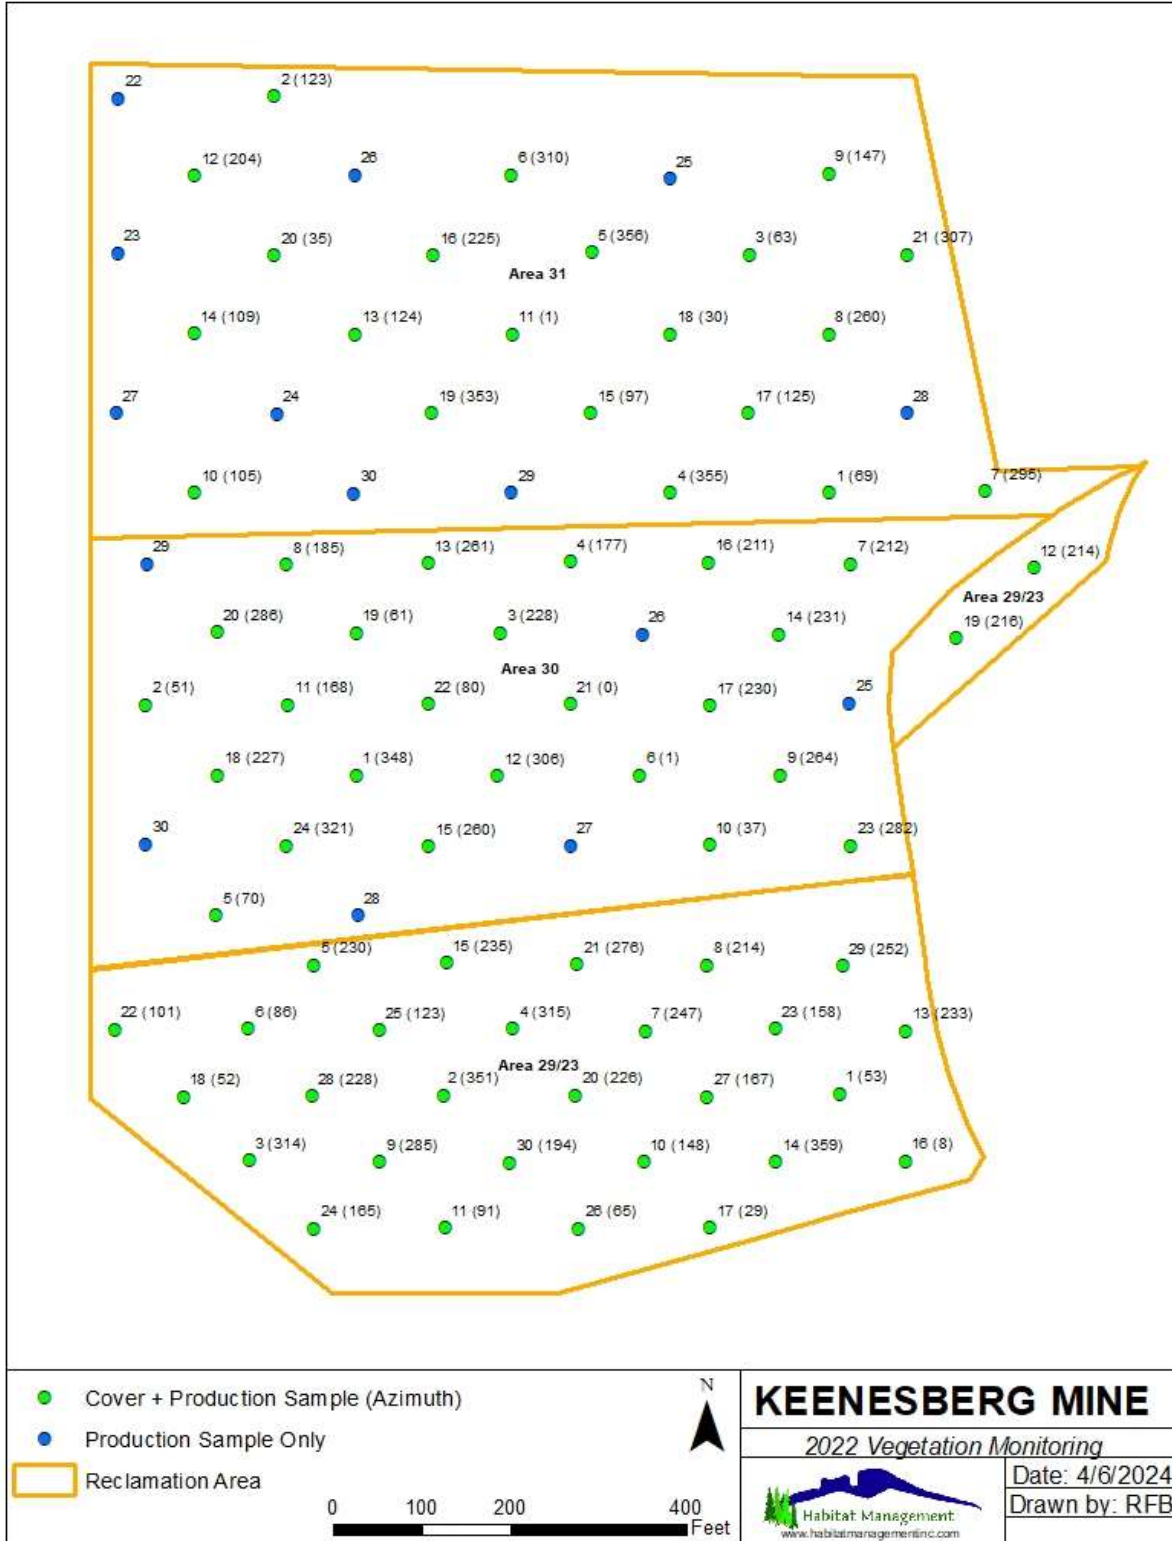 22 2 (123)
12 (204) 26 6 (310) 25 9 (147)
23 20 (35) 16 (225) 5 (356) 3 (63) 21 (307)
Area 31
14 (109) 13 (124) 11 (1) 18 (30) 8 (260)
27 24 19 (353) 15 (97) 17 (125) 28
10 (105) 30 29 4 (355) 1 (69) 7 (295)
29 8 (185) 13 (261) 4 (177) 16 (211) 7 (212) 12 (214)
Area 29/23
20 (286) 19 (61) 3 (228) 26 14 (231) 19 (216)
Area 30
2 (51) 11 (168) 22 (80) 21 (0) 17 (230) 25
18 (227) 1 (348) 12 (306) 6 (1) 9 (264)
30 24 (321) 15 (260) 27 10 (37) 23 (282)
5 (70) 28
5 (230) 15 (235) 21 (276) 8 (214) 29 (252)
22 (101) 6 (86) 25 (123) 4 (315) 7 (247) 23 (158) 13 (233)
Area 29/23
18 (52) 28 (228) 2 (351) 20 (226) 27 (167) 1 (53)
3 (314) 9 (285) 30 (194) 10 (148) 14 (359) 16 (8)
24 (165) 11 (91) 26 (65) 17 (29)
Cover + Production Sample (Azimuth)
Production Sample Only
Reclamation Area
N
0 100 200 400
Feet
KEENESBERG MINE
2022 Vegetation Monitoring
Habitat Management
www.habitatmanagementinc.com
Date: 4/6/2024
Drawn by: RFB